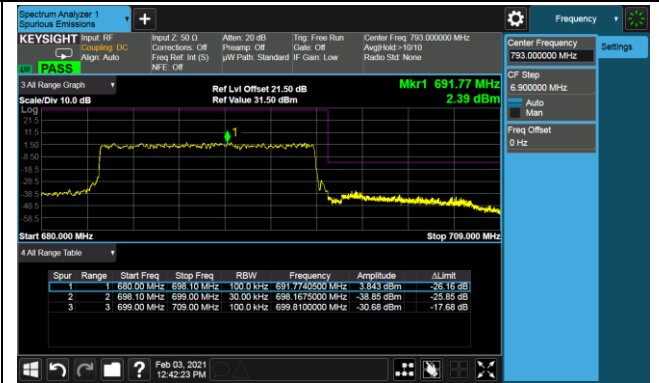 Spectrum Analyzer 1
Spurious Emissions
Frequency
KEYSIGHT
Input: RF
Coupling: DC
Align: Auto
Input Z: 50 Ω
Corrections: Off
Freq Ref: Int (S)
NFE: Off
Atten: 20 dB
Preamp: Off
µW Path: Standard
Trig: Free Run
Gate: Off
IF Gain: Low
Center Freq: 793.000000 MHz
Avg|Hold:>10/10
Radio Std: None
PASS
Center Frequency
793.000000 MHz
Settings
CF Step
6.900000 MHz
Auto
Man
Freq Offset
0 Hz
3 All Range Graph
Scale/Div 10.0 dB
Ref Lvl Offset 21.50 dB
Ref Value 31.50 dBm
Mkr1 691.77 MHz
2.39 dBm
Log
21.5
11.5
1.50
-8.50
-18.5
-28.5
-38.5
-48.5
-58.5
1
Start 680.000 MHz
Stop 709.000 MHz
4 All Range Table
Spur Range Start Freq Stop Freq RBW Frequency Amplitude ΔLimit
1 1 680.00 MHz 698.10 MHz 100.0 kHz 691.7740500 MHz 3.843 dBm -26.16 dB
2 2 698.10 MHz 699.00 MHz 30.00 kHz 698.1675000 MHz -38.85 dBm -25.85 dB
3 3 699.00 MHz 709.00 MHz 100.0 kHz 699.8100000 MHz -30.68 dBm -17.68 dB
Feb 03, 2021
12:42:23 PM